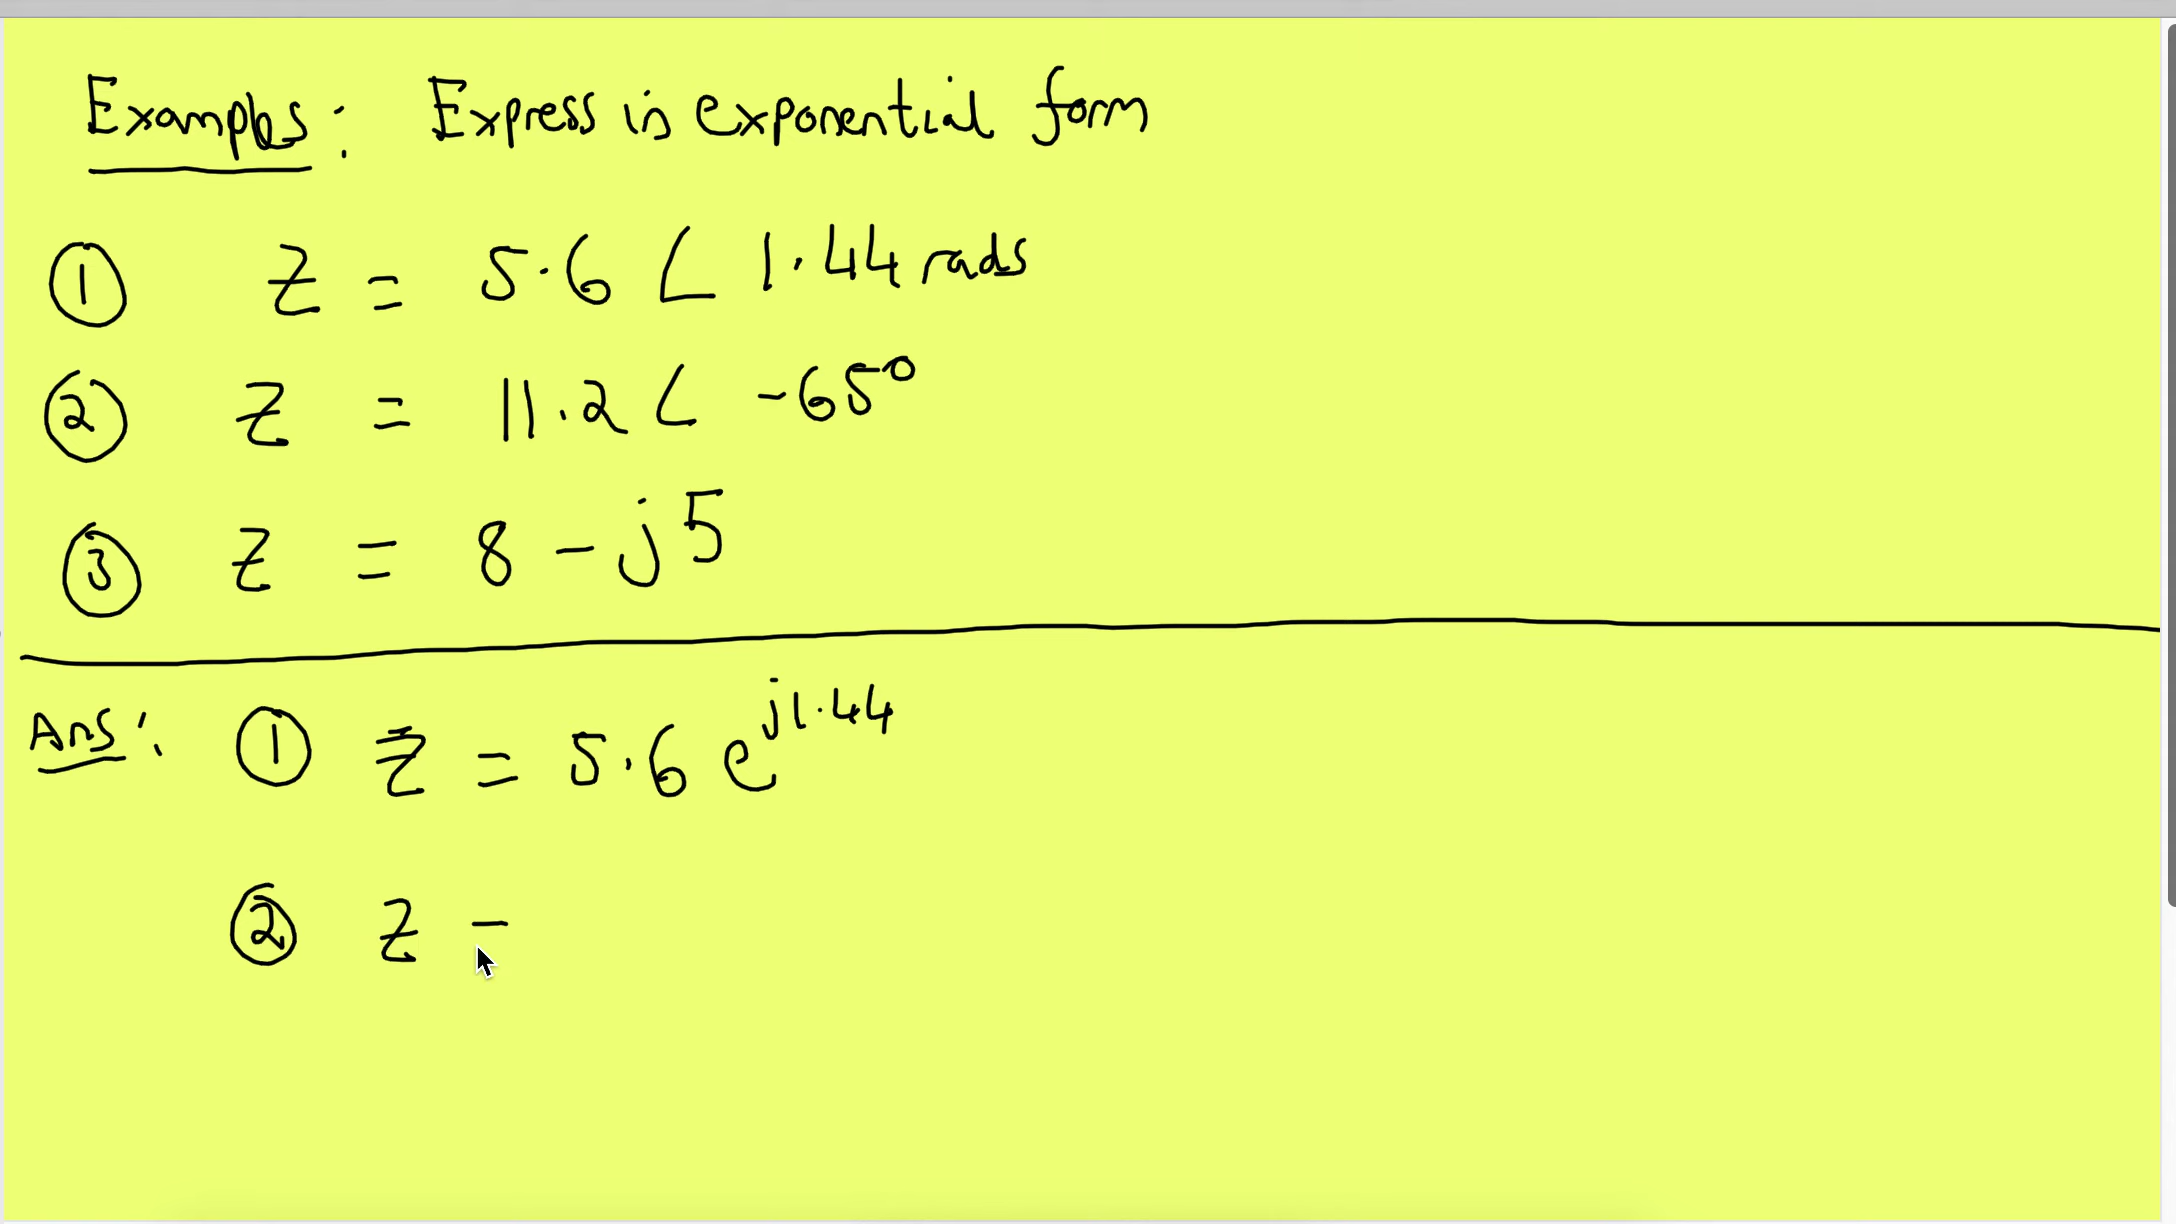 Examples: Express in exponential form
① Z = 5.6 ∠ 1.44 rads
② Z = 11.2 ∠ -65°
③ Z = 8 - j5
Ans: ① Z = 5.6 e^j1.44
② Z -